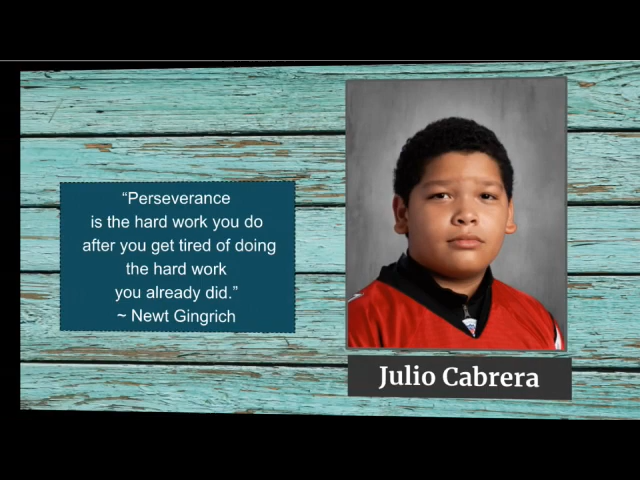 “Perseverance
is the hard work you do
after you get tired of doing
the hard work
you already did.”
~ Newt Gingrich
Julio Cabrera